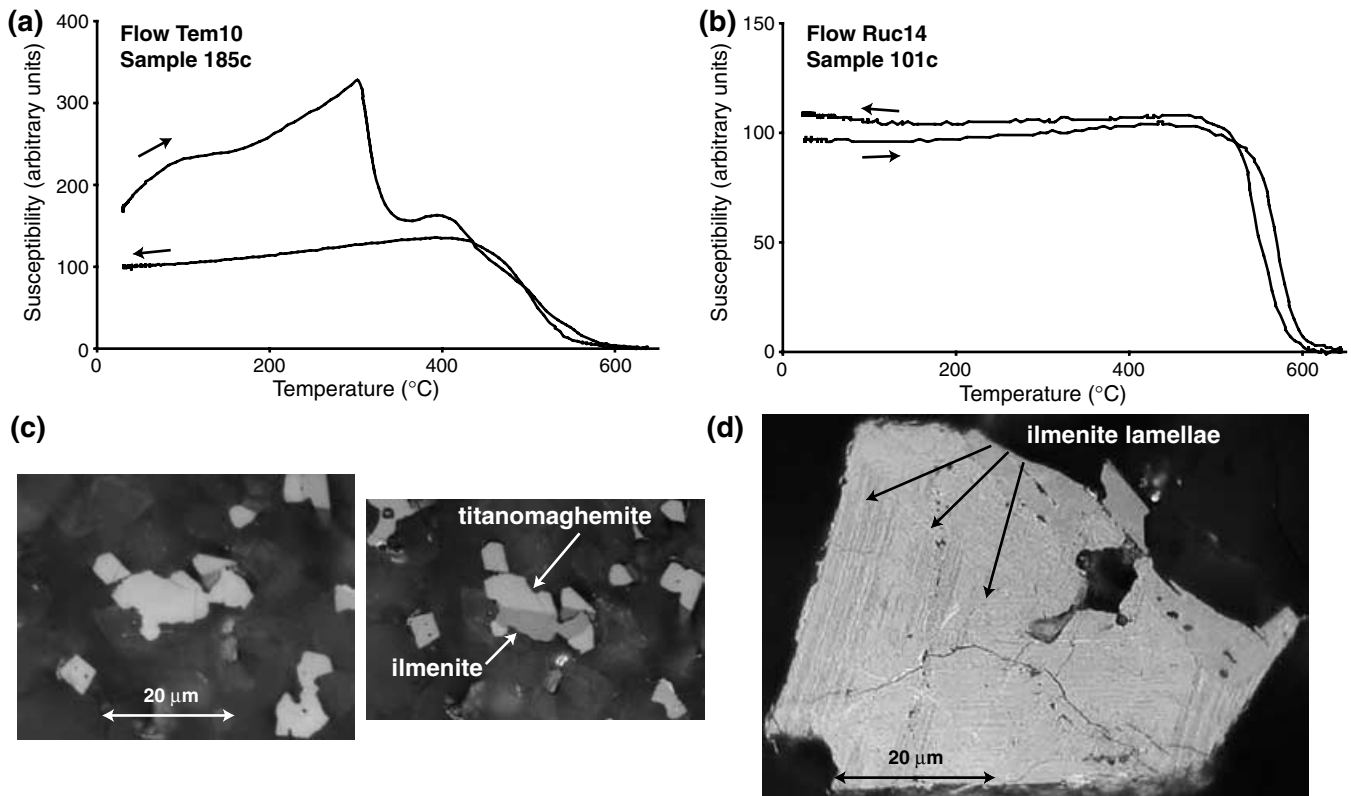 (a)
Flow Tem10
Sample 185c
400
300
200
100
0
0
200
400
600
Susceptibility (arbitrary units)
Temperature (°C)
(b)
Flow Ruc14
Sample 101c
150
100
50
0
0
200
400
600
Susceptibility (arbitrary units)
Temperature (°C)
(c)
20 μm
titanomaghemite
ilmenite
(d)
ilmenite lamellae
20 μm